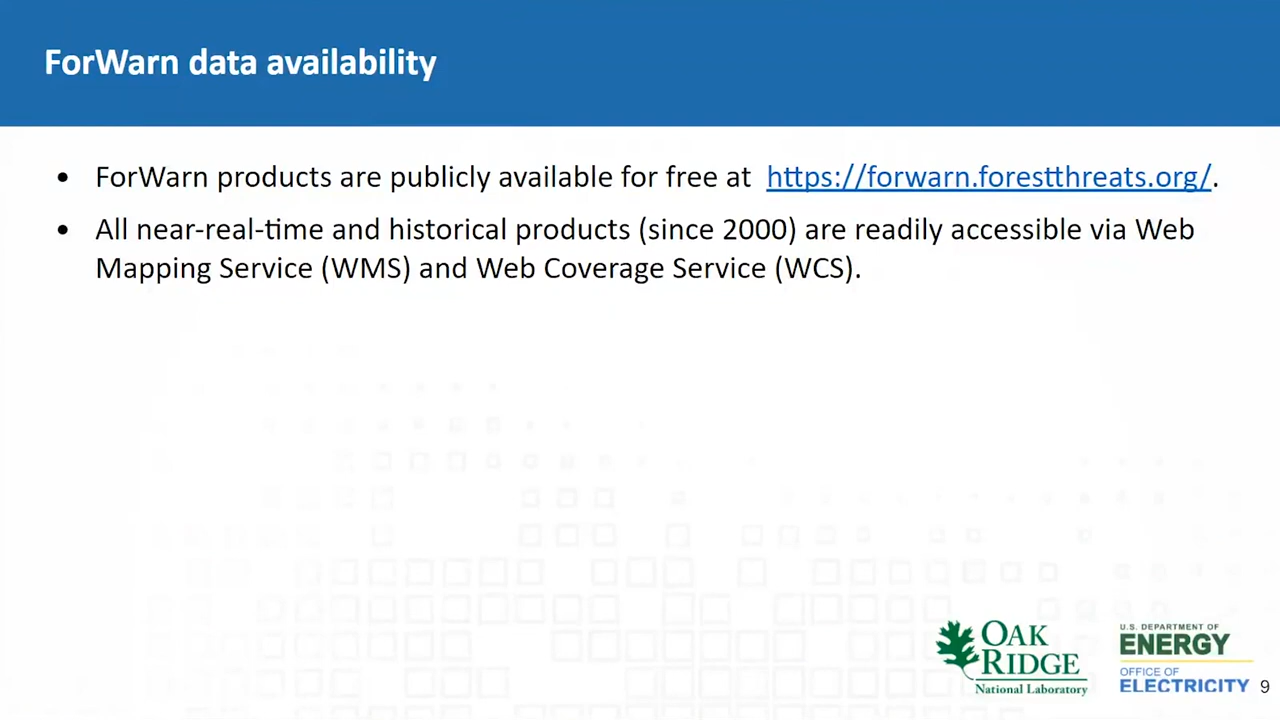 ForWarn data availability
• ForWarn products are publicly available for free at https://forwarn.forestthreats.org/.
• All near-real-time and historical products (since 2000) are readily accessible via Web
Mapping Service (WMS) and Web Coverage Service (WCS).
OAK
RIDGE
National Laboratory
U.S. DEPARTMENT OF
ENERGY
OFFICE OF
ELECTRICITY
9